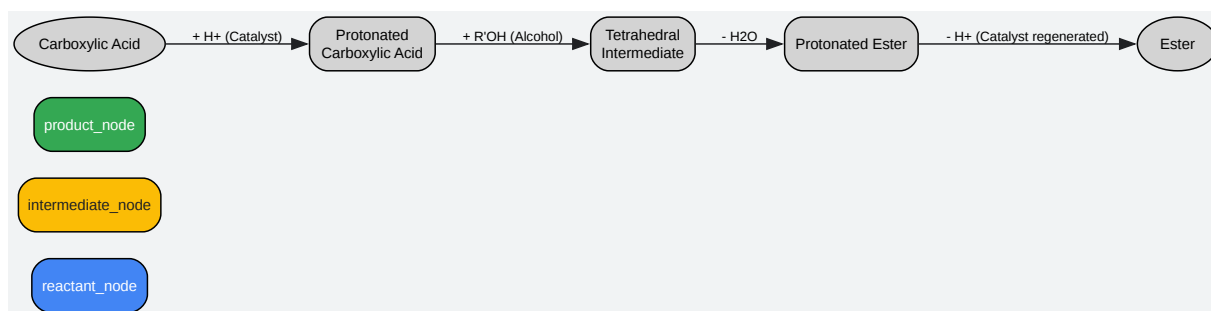 Carboxylic Acid
+ H+ (Catalyst)
Protonated
Carboxylic Acid
+ R'OH (Alcohol)
Tetrahedral
Intermediate
- H2O
Protonated Ester
- H+ (Catalyst regenerated)
Ester
product_node
intermediate_node
reactant_node